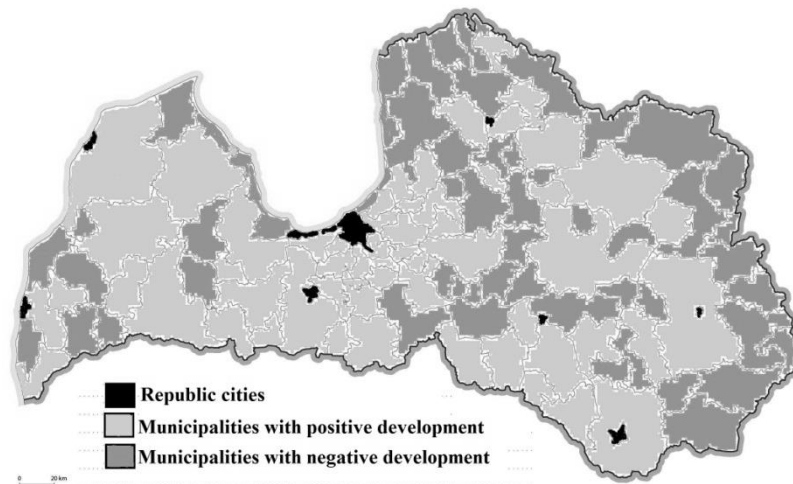 Republic cities
Municipalities with positive development
Municipalities with negative development
0 20 km